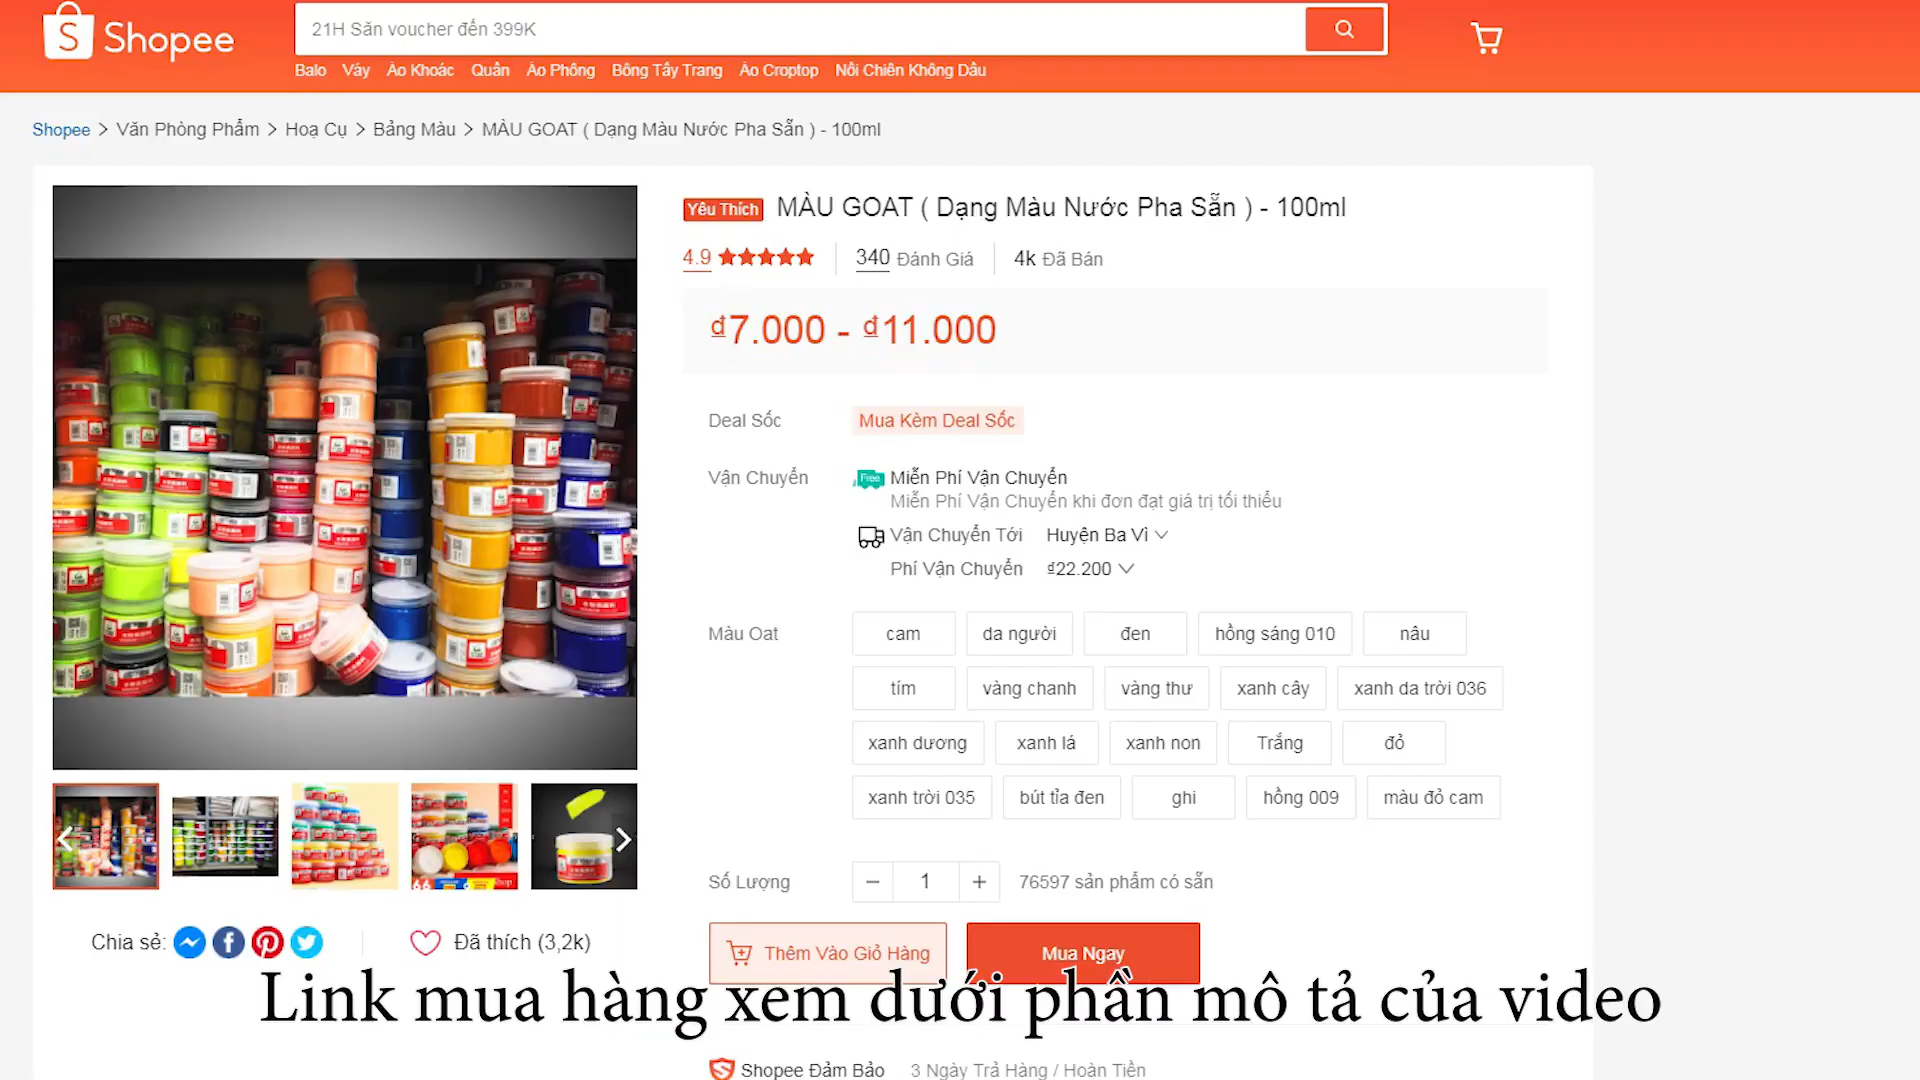 Shopee
21H Săn voucher đến 399K
Balo Váy Áo Khoác Quần Áo Phông Bông Tẩy Trang Áo Croptop Nồi Chiên Không Dầu
Shopee > Văn Phòng Phẩm > Hoạ Cụ > Bảng Màu > MÀU GOAT ( Dạng Màu Nước Pha Sẵn ) - 100ml
Yêu Thích MÀU GOAT ( Dạng Màu Nước Pha Sẵn ) - 100ml
4.9 340 Đánh Giá 4k Đã Bán
₫7.000 - ₫11.000
Deal Sốc Mua Kèm Deal Sốc
Vận Chuyển Free Miễn Phí Vận Chuyển
Miễn Phí Vận Chuyển khi đơn đạt giá trị tối thiểu
Vận Chuyển Tới Huyện Ba Vì
Phí Vận Chuyển ₫22.200
Màu Oat cam da người đen hồng sáng 010 nâu
tím vàng chanh vàng thư xanh cây xanh da trời 036
xanh dương xanh lá xanh non Trắng đỏ
xanh trời 035 bút tỉa đen ghi hồng 009 màu đỏ cam
Số Lượng − 1 + 76597 sản phẩm có sẵn
Chia sẻ: Đã thích (3,2k)
Thêm Vào Giỏ Hàng Mua Ngay
Link mua hàng xem dưới phần mô tả của video
Shopee Đảm Bảo 3 Ngày Trả Hàng / Hoàn Tiền